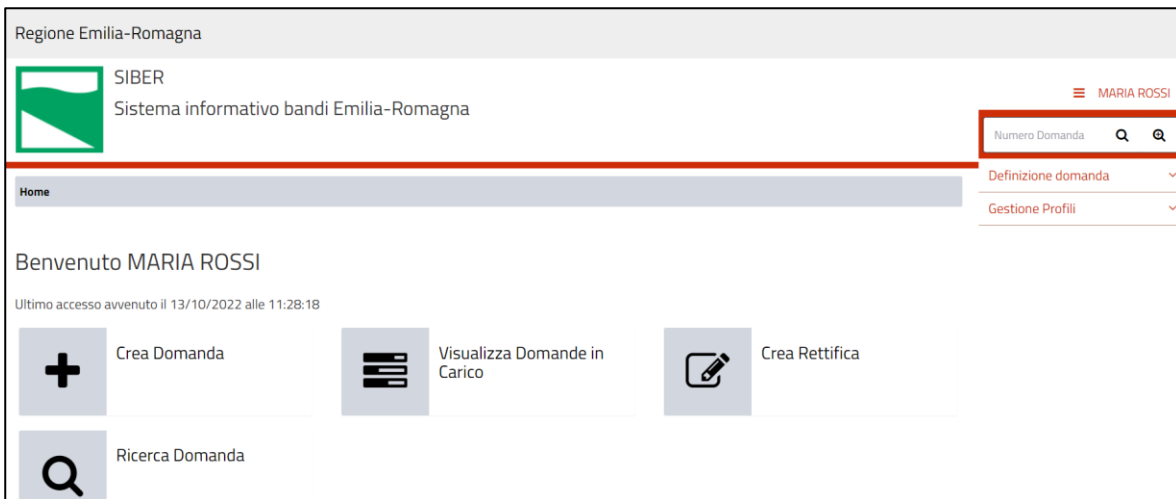 Regione Emilia-Romagna
SIBER
Sistema informativo bandi Emilia-Romagna
MARIA ROSSI
Numero Domanda
Definizione domanda
Gestione Profili
Home
Benvenuto MARIA ROSSI
Ultimo accesso avvenuto il 13/10/2022 alle 11:28:18
Crea Domanda
Visualizza Domande in
Carico
Crea Rettifica
Ricerca Domanda